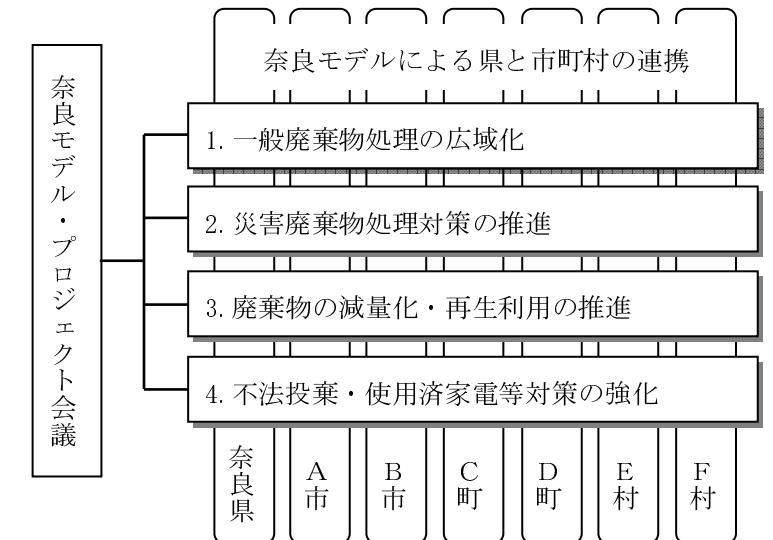 奈良モデル・プロジェクト会議
奈良モデルによる県と市町村の連携
1. 一般廃棄物処理の広域化
2. 災害廃棄物処理対策の推進
3. 廃棄物の減量化・再生利用の推進
4. 不法投棄・使用済家電等対策の強化
奈良県
A市
B市
C町
D町
E村
F村